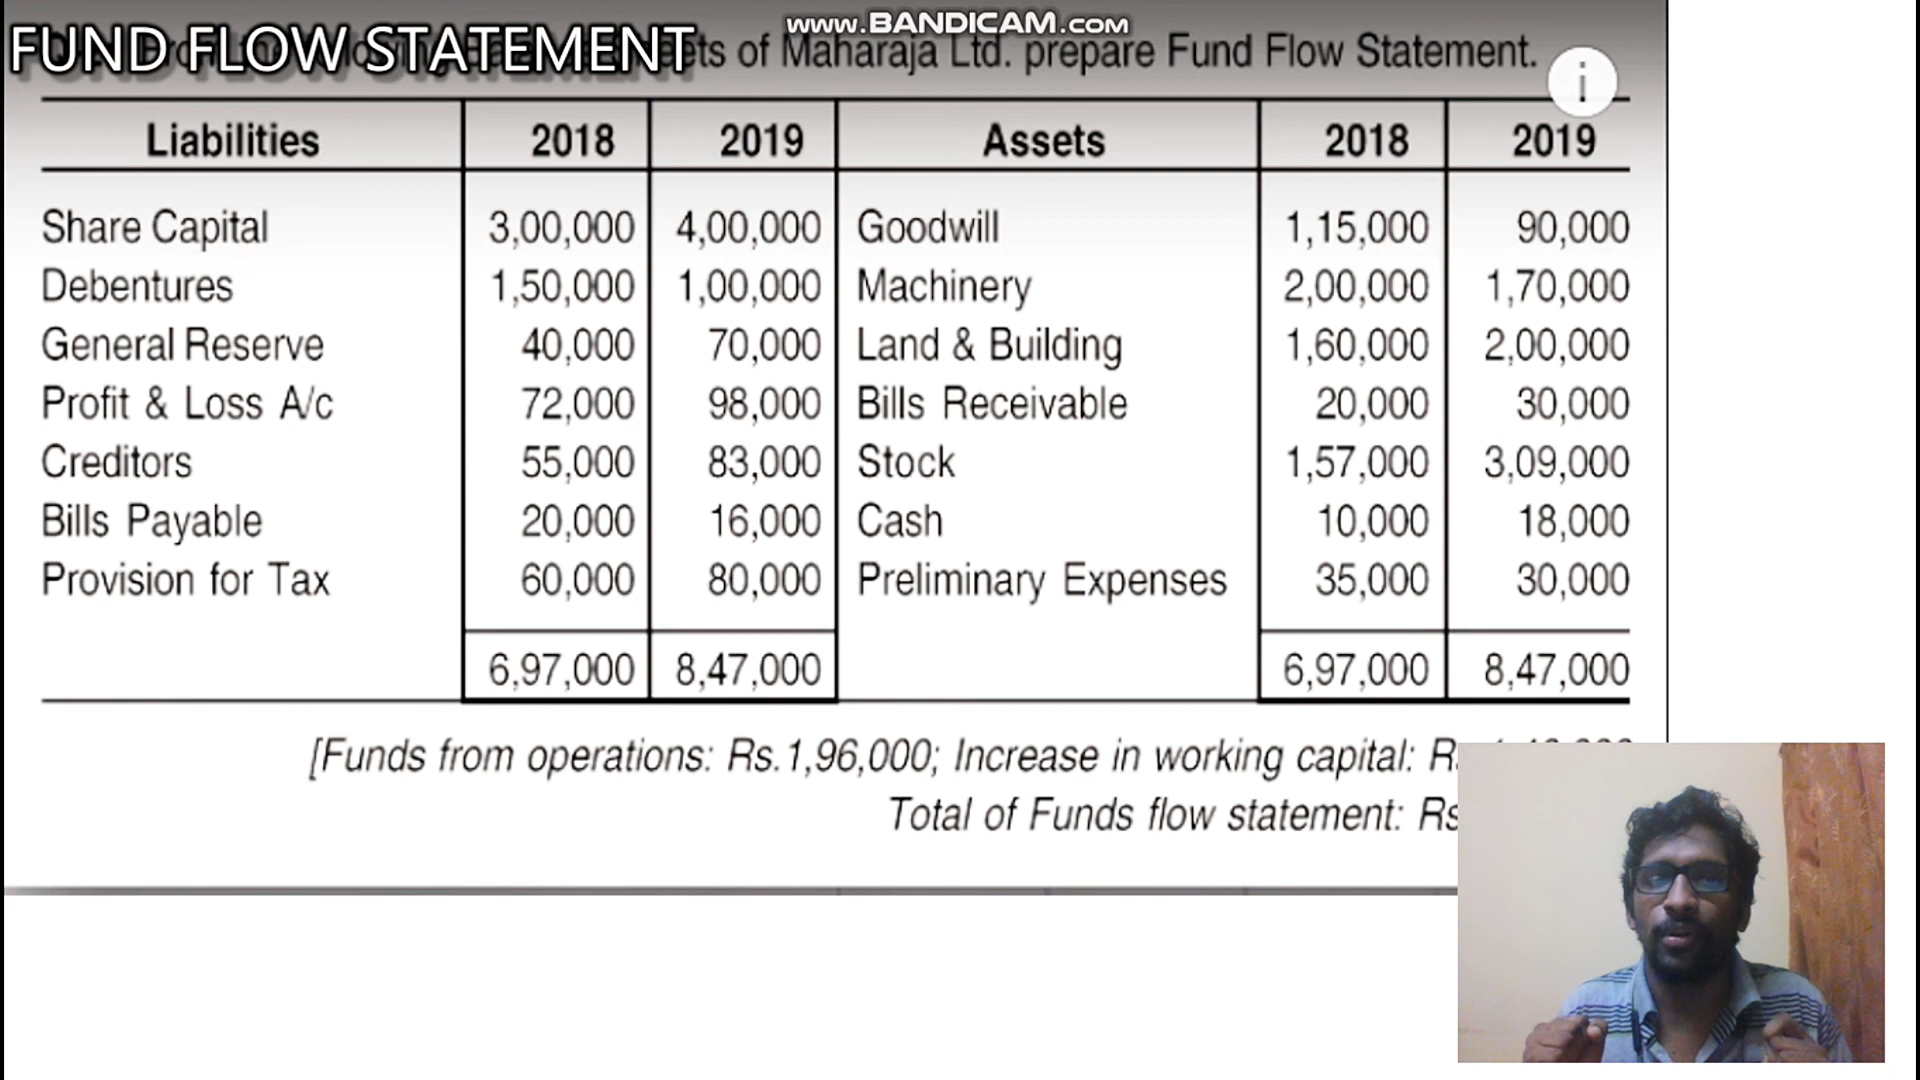 www.BANDICAM.com
FUND FLOW STATEMENT
of Maharaja Ltd. prepare Fund Flow Statement.
i
Liabilities 2018 2019 Assets 2018 2019
Share Capital 3,00,000 4,00,000 Goodwill 1,15,000 90,000
Debentures 1,50,000 1,00,000 Machinery 2,00,000 1,70,000
General Reserve 40,000 70,000 Land & Building 1,60,000 2,00,000
Profit & Loss A/c 72,000 98,000 Bills Receivable 20,000 30,000
Creditors 55,000 83,000 Stock 1,57,000 3,09,000
Bills Payable 20,000 16,000 Cash 10,000 18,000
Provision for Tax 60,000 80,000 Preliminary Expenses 35,000 30,000
6,97,000 8,47,000 6,97,000 8,47,000
[Funds from operations: Rs.1,96,000; Increase in working capital:
Total of Funds flow statement: Rs